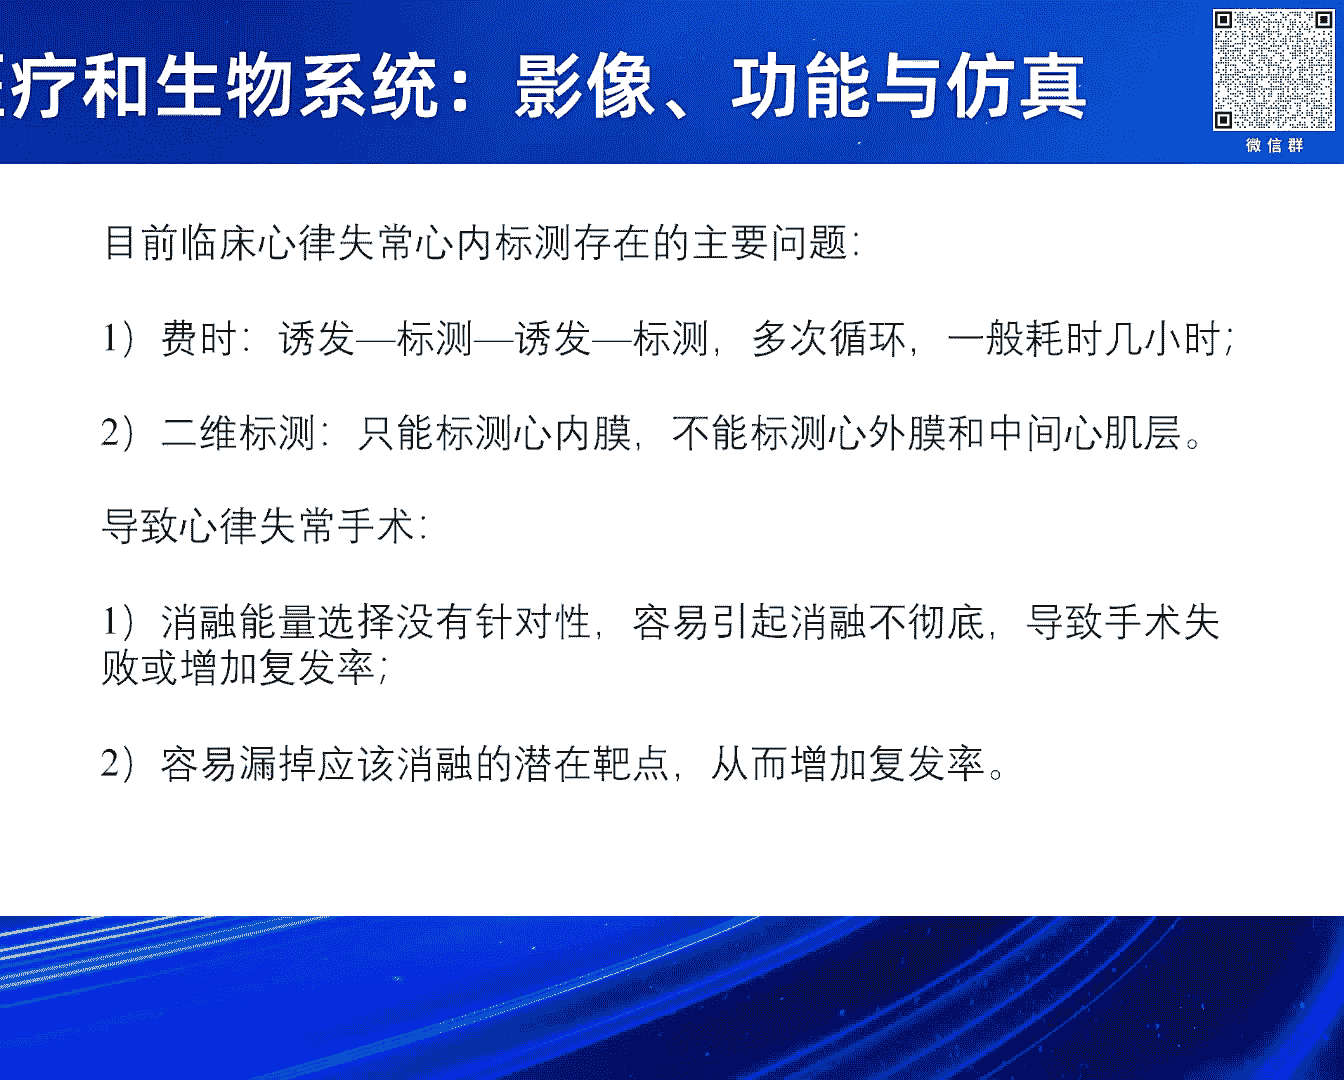 医疗和生物系统：影像、功能与仿真
微信群
目前临床心律失常心内标测存在的主要问题：
1）费时：诱发—标测—诱发—标测，多次循环，一般耗时几小时；
2）二维标测：只能标测心内膜，不能标测心外膜和中间心肌层。
导致心律失常手术：
1）消融能量选择没有针对性，容易引起消融不彻底，导致手术失
败或增加复发率；
2）容易漏掉应该消融的潜在靶点，从而增加复发率。